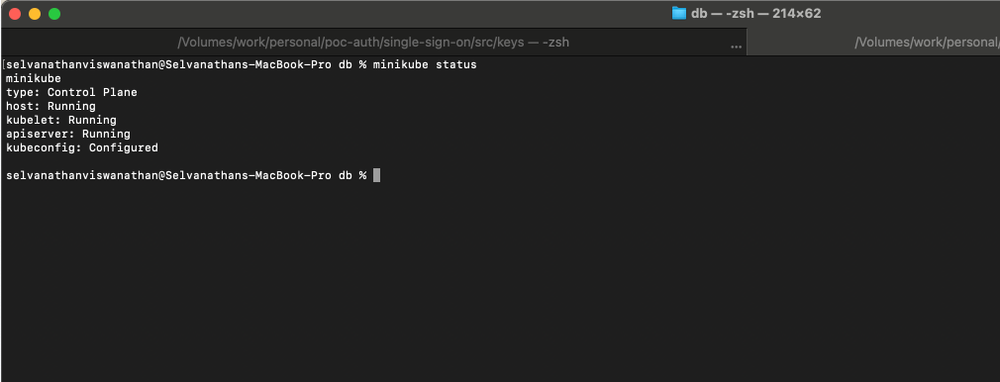 db — -zsh — 214×62
/Volumes/work/personal/poc-auth/single-sign-on/src/keys — -zsh ... /Volumes/work/personal/
[selvanathanviswanathan@Selvanathans-MacBook-Pro db % minikube status
minikube
type: Control Plane
host: Running
kubelet: Running
apiserver: Running
kubeconfig: Configured
selvanathanviswanathan@Selvanathans-MacBook-Pro db %